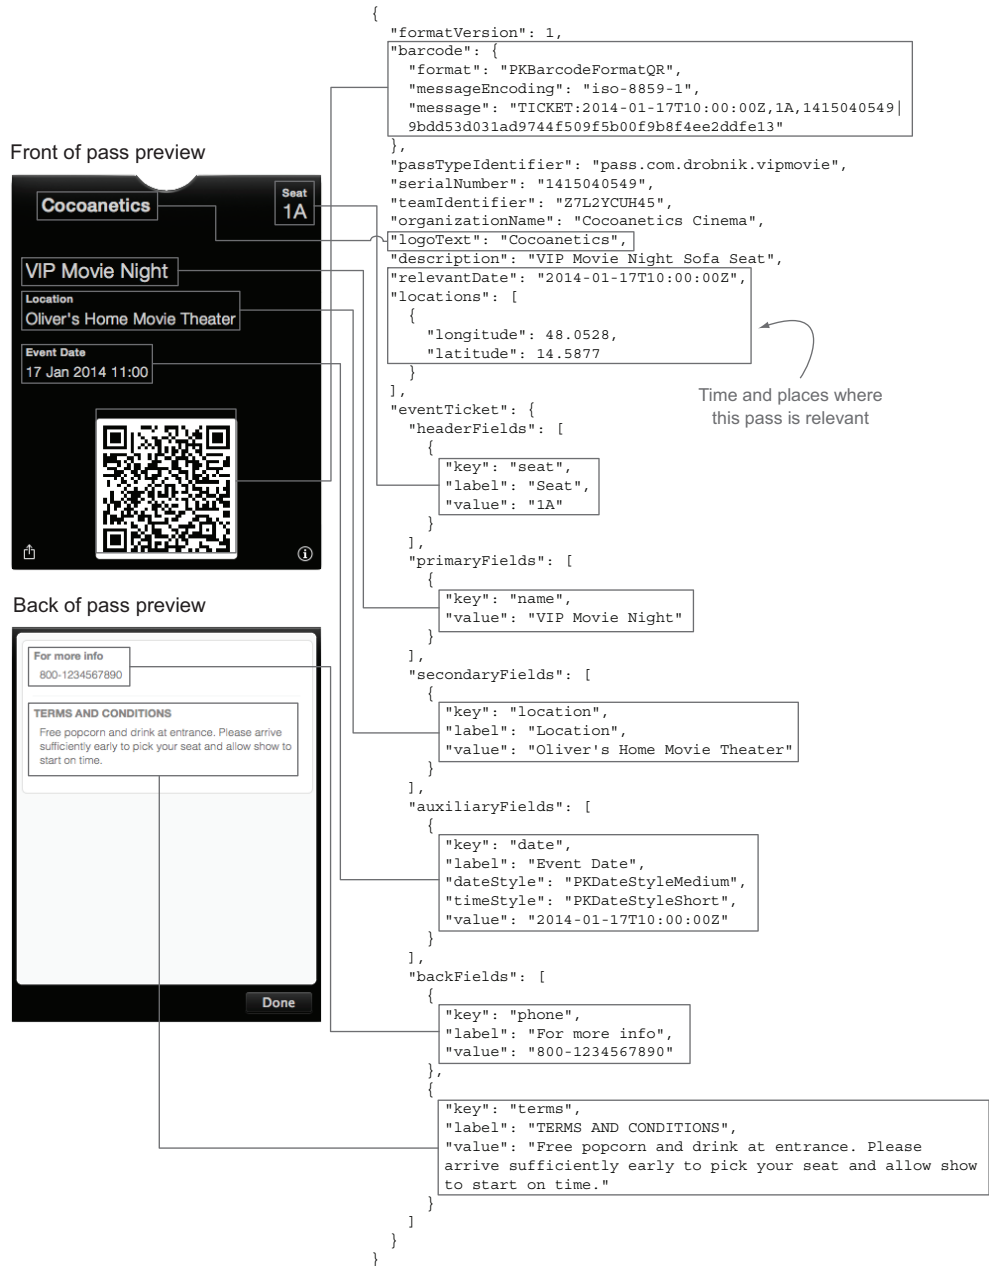 Front of pass preview
Cocoanetics
Seat
1A
VIP Movie Night
Location
Oliver's Home Movie Theater
Event Date
17 Jan 2014 11:00
Back of pass preview
For more info
800-1234567890
TERMS AND CONDITIONS
Free popcorn and drink at entrance. Please arrive
sufficiently early to pick your seat and allow show to
start on time.
Done
{
"formatVersion": 1,
"barcode": {
"format": "PKBarcodeFormatQR",
"messageEncoding": "iso-8859-1",
"message": "TICKET:2014-01-17T10:00:00Z,1A,1415040549|
9bdd53d031ad9744f509f5b00f9b8f4ee2ddfe13"
},
"passTypeIdentifier": "pass.com.drobnik.vipmovie",
"serialNumber": "1415040549",
"teamIdentifier": "Z7L2YCUH45",
"organizationName": "Cocoanetics Cinema",
"logoText": "Cocoanetics",
"description": "VIP Movie Night Sofa Seat",
"relevantDate": "2014-01-17T10:00:00Z",
"locations": [
{
"longitude": 48.0528,
"latitude": 14.5877
}
],
Time and places where
this pass is relevant
"eventTicket": {
"headerFields": [
{
"key": "seat",
"label": "Seat",
"value": "1A"
}
],
"primaryFields": [
{
"key": "name",
"value": "VIP Movie Night"
}
],
"secondaryFields": [
{
"key": "location",
"label": "Location",
"value": "Oliver's Home Movie Theater"
}
],
"auxiliaryFields": [
{
"key": "date",
"label": "Event Date",
"dateStyle": "PKDateStyleMedium",
"timeStyle": "PKDateStyleShort",
"value": "2014-01-17T10:00:00Z"
}
],
"backFields": [
{
"key": "phone",
"label": "For more info",
"value": "800-1234567890"
},
{
"key": "terms",
"label": "TERMS AND CONDITIONS",
"value": "Free popcorn and drink at entrance. Please
arrive sufficiently early to pick your seat and allow show
to start on time."
}
]
}
}